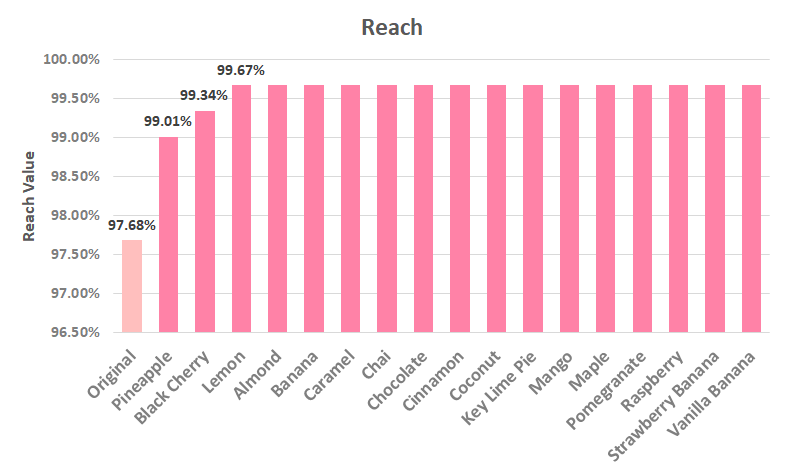 Reach
Reach Value
100.00%
99.50%
99.00%
98.50%
98.00%
97.50%
97.00%
96.50%
97.68%
99.01%
99.34%
99.67%
Original
Pineapple
Black Cherry
Lemon
Almond
Banana
Caramel
Chai
Chocolate
Cinnamon
Coconut
Key Lime Pie
Mango
Maple
Pomegranate
Raspberry
Strawberry Banana
Vanilla Banana